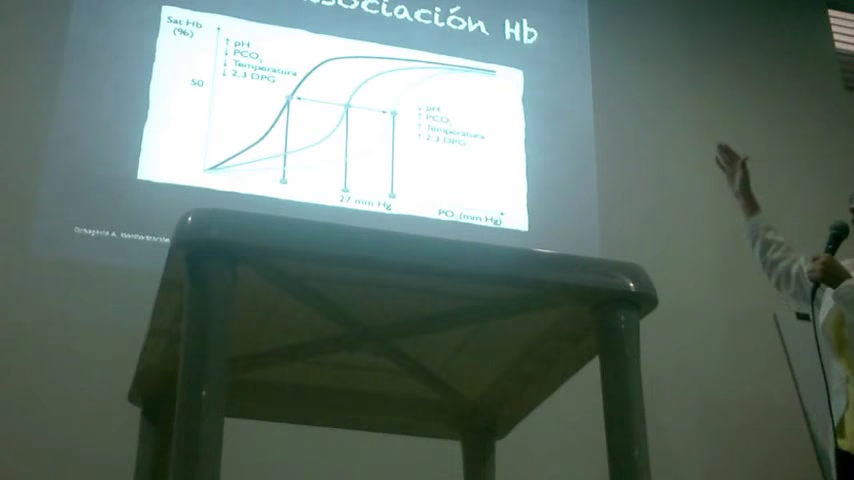 asociación Hb
Sat Hb
(%)
↑ pH
↓ PCO₂
↓ Temperatura
↓ 2,3 DPG
50
↓ pH
↑ PCO₂
↑ Temperatura
↑ 2,3 DPG
27 mm Hg
PO₂ (mm Hg)